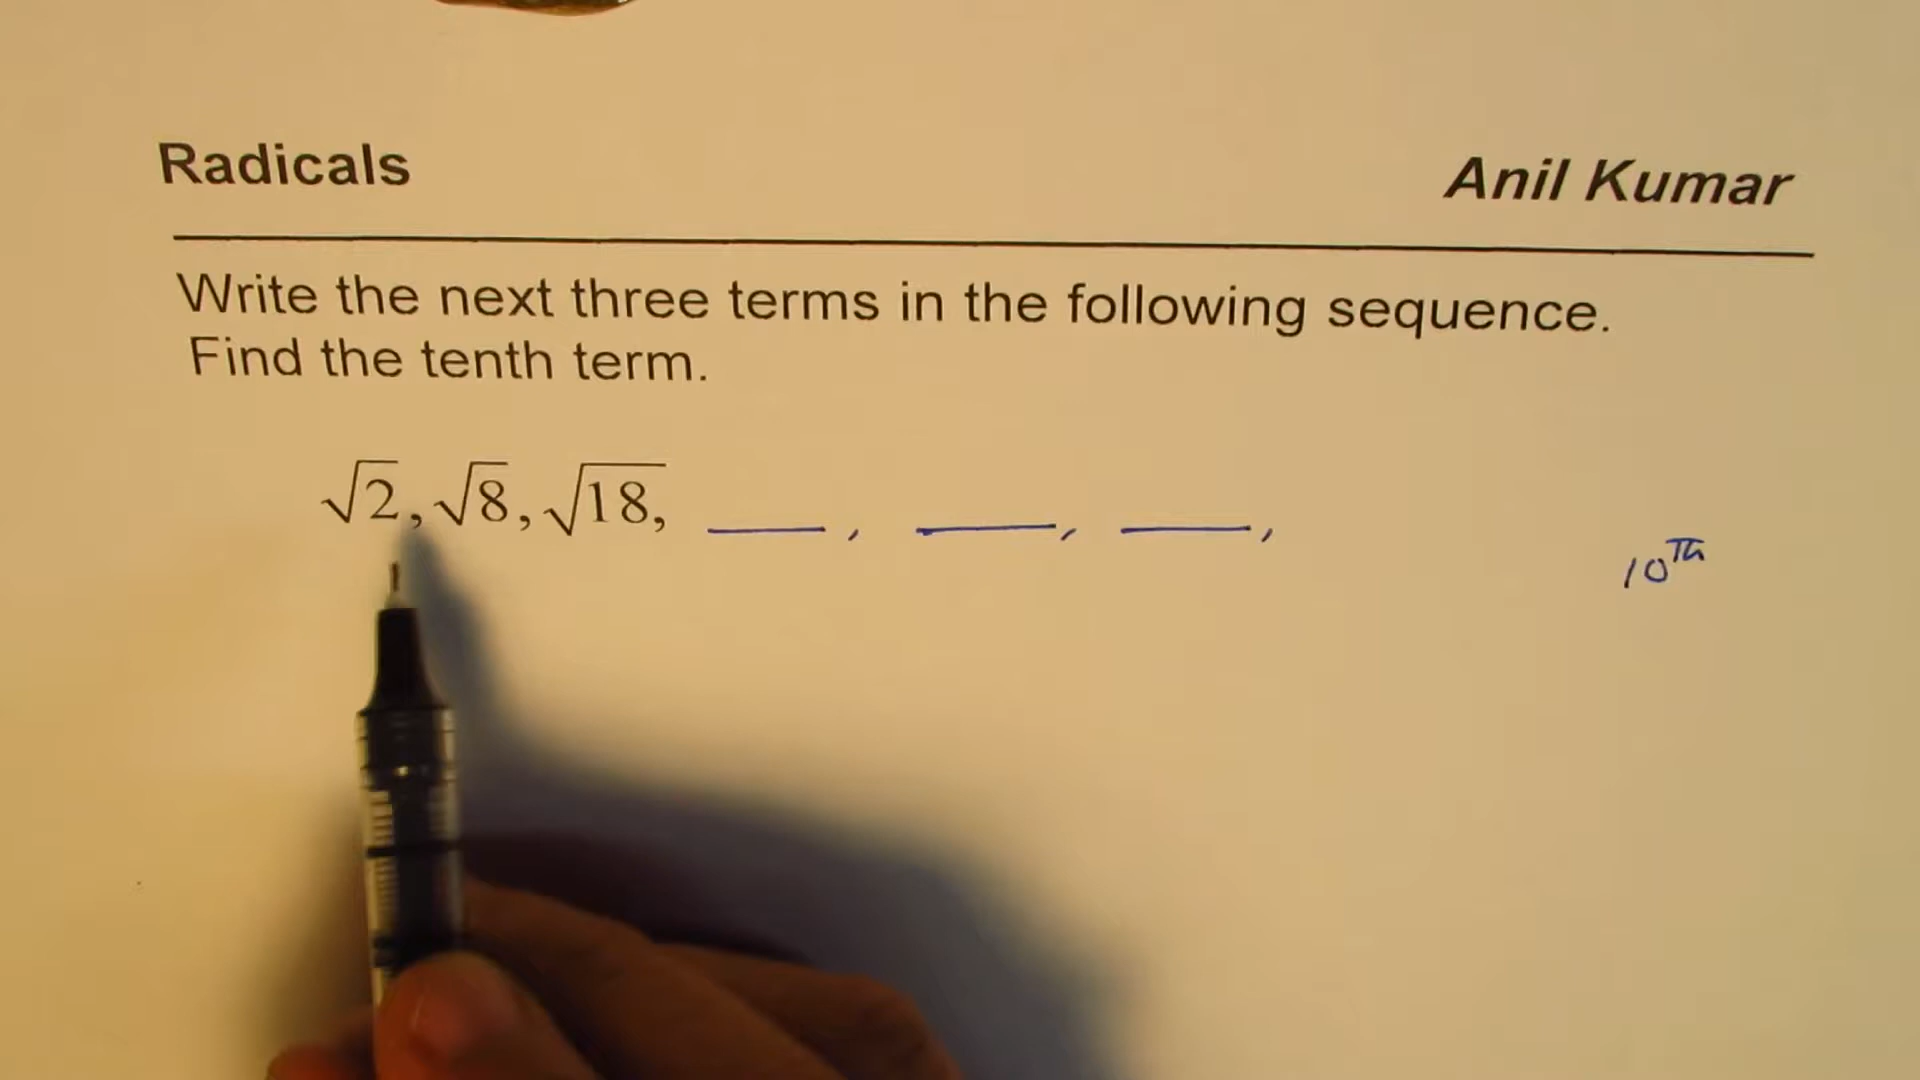 Radicals
Anil Kumar
Write the next three terms in the following sequence.
Find the tenth term.
√2, √8, √18, ___, ___, ___,
10Th